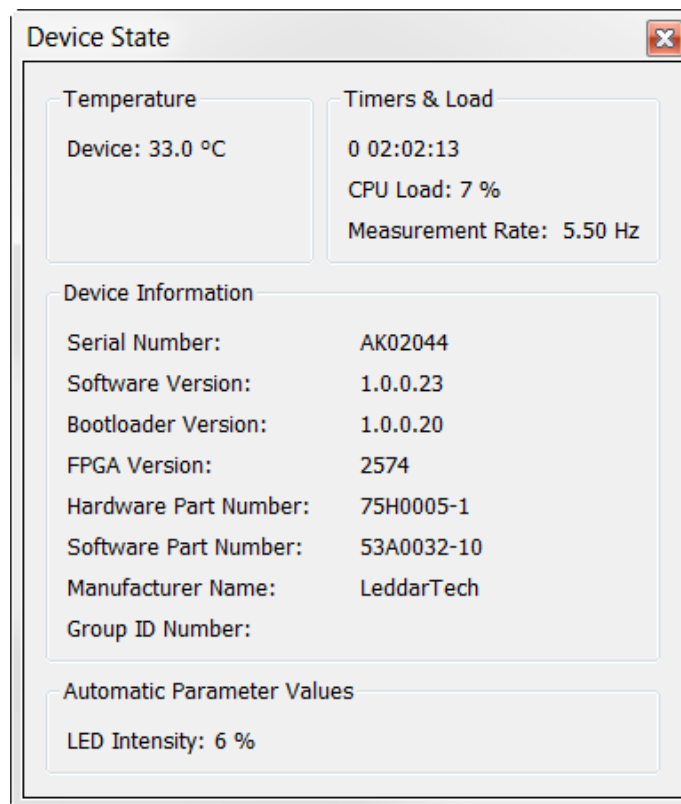 Device State
Temperature
Device: 33.0 °C
Timers & Load
0 02:02:13
CPU Load: 7 %
Measurement Rate: 5.50 Hz
Device Information
Serial Number: AK02044
Software Version: 1.0.0.23
Bootloader Version: 1.0.0.20
FPGA Version: 2574
Hardware Part Number: 75H0005-1
Software Part Number: 53A0032-10
Manufacturer Name: LeddarTech
Group ID Number:
Automatic Parameter Values
LED Intensity: 6 %